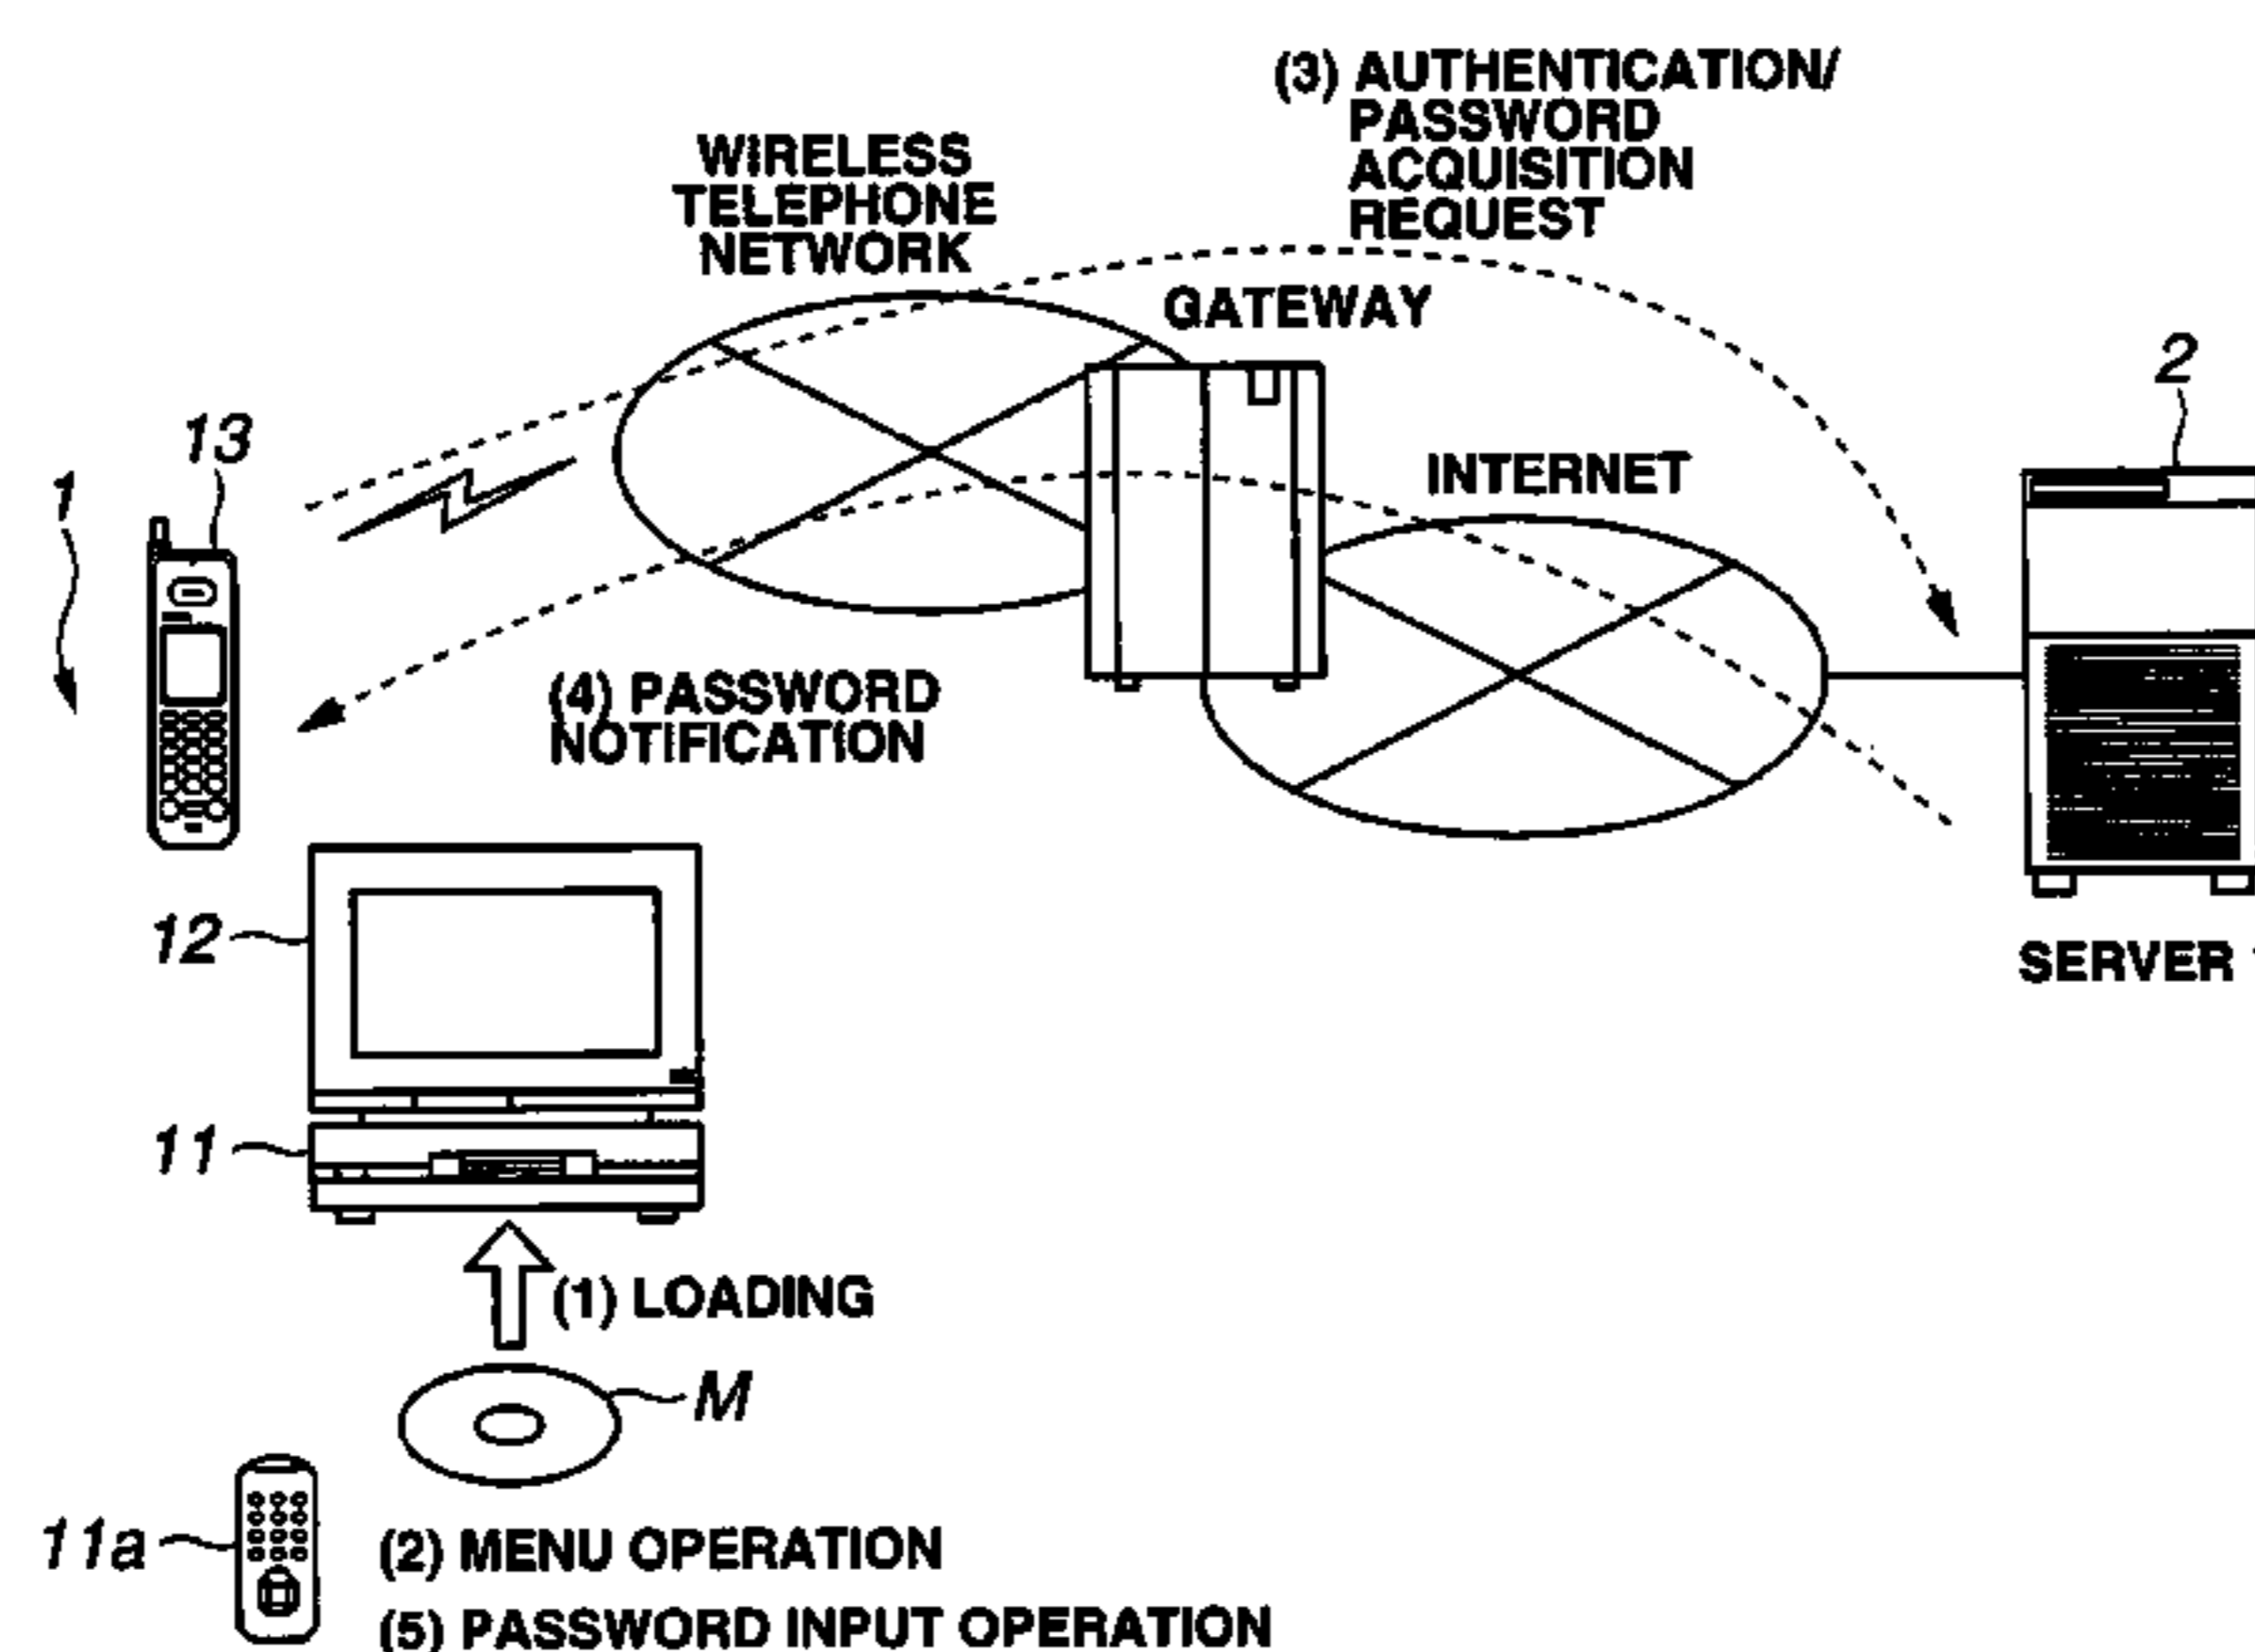 (3) AUTHENTICATION/
PASSWORD
ACQUISITION
REQUEST
WIRELESS
TELEPHONE
NETWORK
GATEWAY
2
13
INTERNET
1
(4) PASSWORD
NOTIFICATION
12
SERVER
11
(1) LOADING
M
11a
(2) MENU OPERATION
(5) PASSWORD INPUT OPERATION